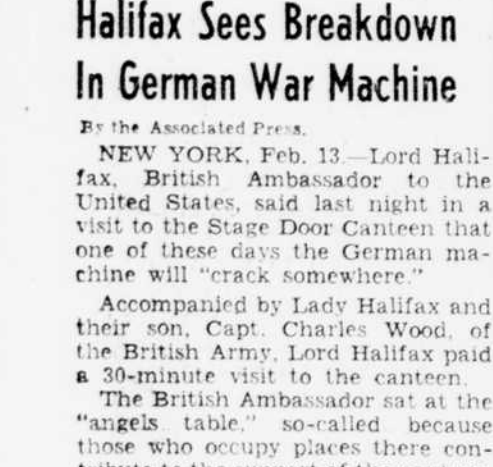 Halifax Sees Breakdown
In German War Machine
By the Associated Press.
NEW YORK, Feb. 13.—Lord Hali-
fax, British Ambassador to the
United States, said last night in a
visit to the Stage Door Canteen that
one of these days the German ma-
chine will "crack somewhere."
Accompanied by Lady Halifax and
their son, Capt. Charles Wood, of
the British Army, Lord Halifax paid
a 30-minute visit to the canteen.
The British Ambassador sat at the
"angels table," so-called because
those who occupy places there con-